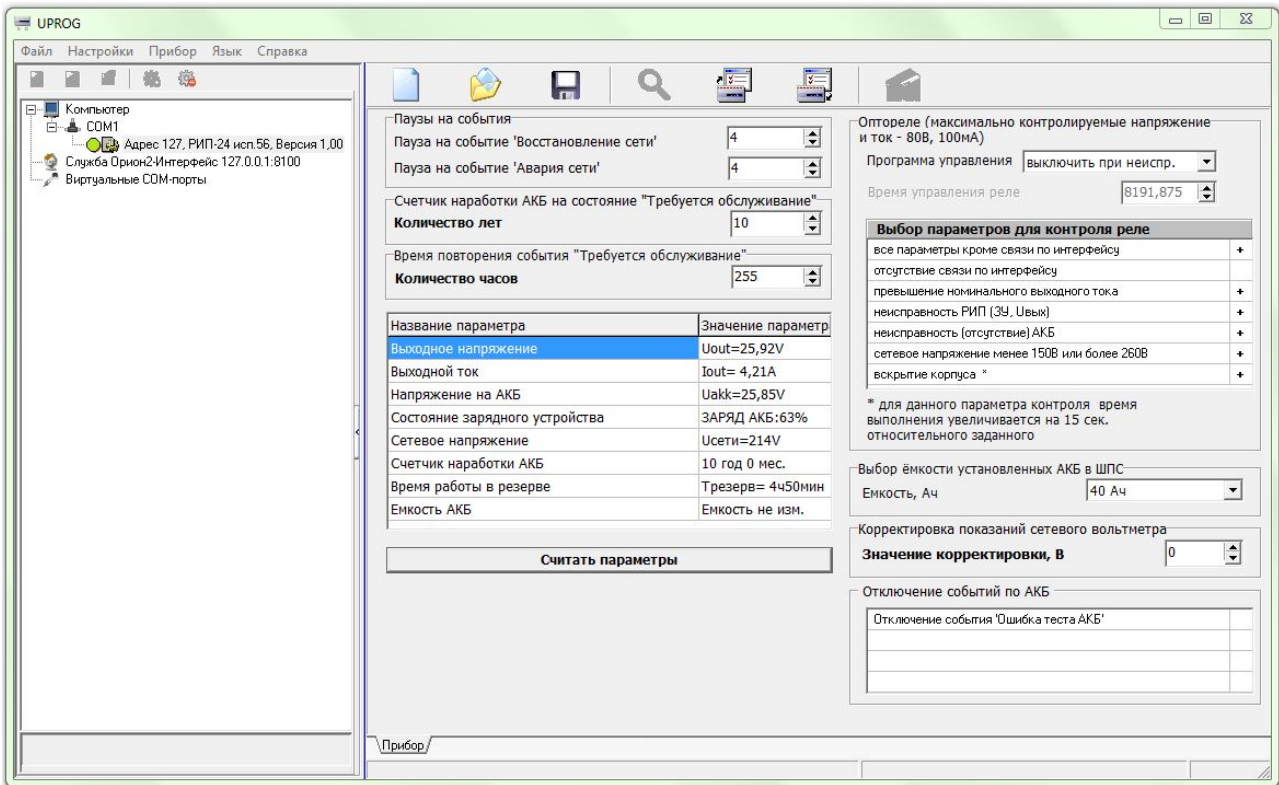 UPROG
Файл Настройки Прибор Язык Справка
Компьютер
COM1
Адрес 127, РИП-24 исп.56, Версия 1,00
Служба Орион2-Интерфейс 127.0.0.1:8100
Виртуальные COM-порты
Паузы на события
Пауза на событие 'Восстановление сети' 4
Пауза на событие 'Авария сети' 4
Счетчик наработки АКБ на состояние "Требуется обслуживание"
Количество лет 10
Время повторения события "Требуется обслуживание"
Количество часов 255
Название параметра Значение параметр
Выходное напряжение Uout=25,92V
Выходной ток Iout= 4,21A
Напряжение на АКБ Uakk=25,85V
Состояние зарядного устройства ЗАРЯД АКБ:63%
Сетевое напряжение Uсети=214V
Счетчик наработки АКБ 10 год 0 мес.
Время работы в резерве Трезерв= 4ч50мин
Емкость АКБ Емкость не изм.
Считать параметры
Оптореле (максимально контролируемые напряжение
и ток - 80В, 100мА)
Программа управления выключить при неиспр.
Время управления реле 8191,875
Выбор параметров для контроля реле
все параметры кроме связи по интерфейсу +
отсутствие связи по интерфейсу
превышение номинального выходного тока +
неисправность РИП (ЗУ, Uвых) +
неисправность (отсутствие) АКБ +
сетевое напряжение менее 150В или более 260В +
вскрытие корпуса * +
* для данного параметра контроля время
выполнения увеличивается на 15 сек.
относительного заданного
Выбор ёмкости установленных АКБ в ШПС
Емкость, Ач 40 Ач
Корректировка показаний сетевого вольтметра
Значение корректировки, В 0
Отключение событий по АКБ
Отключение события 'Ошибка теста АКБ'
Прибор